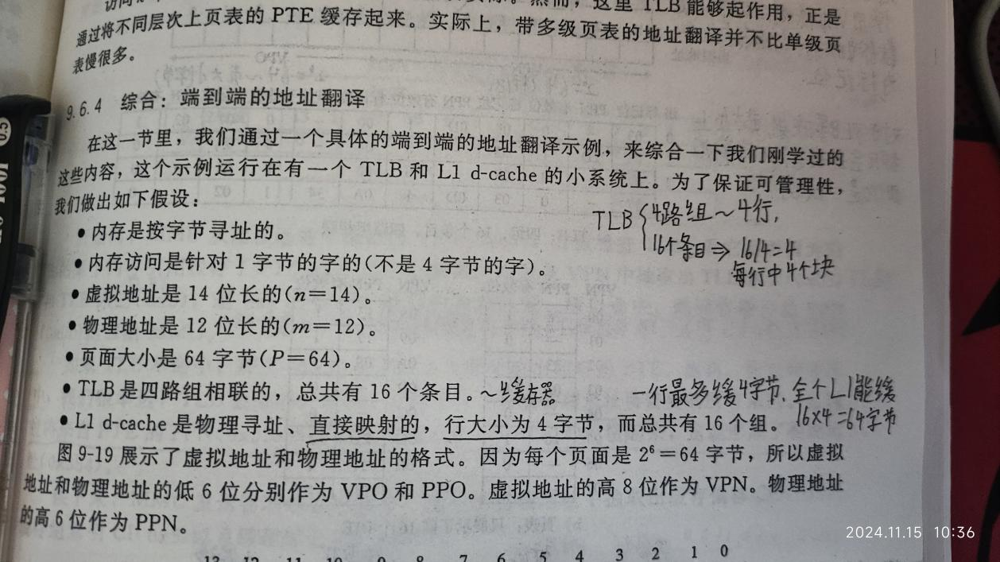 访问
然而，这里 TLB 能够起作用，正是
通过将不同层次上页表的 PTE 缓存起来。实际上，带多级页表的地址翻译并不比单级页
表慢很多。
9.6.4 综合：端到端的地址翻译
在这一节里，我们通过一个具体的端到端的地址翻译示例，来综合一下我们刚学过的
这些内容，这个示例运行在有一个 TLB 和 L1 d-cache 的小系统上。为了保证可管理性，
我们做出如下假设：
TLB { 4路组～4行,
16个条目⇒ 16/4=4
每行中4个块
• 内存是按字节寻址的。
• 内存访问是针对 1 字节的字的(不是 4 字节的字)。
• 虚拟地址是 14 位长的(n=14)。
• 物理地址是 12 位长的(m=12)。
• 页面大小是 64 字节(P=64)。
• TLB 是四路组相联的，总共有 16 个条目。～缓存器
一行最多缓4字节、全个L1能缓
16×4=64字节
• L1 d-cache 是物理寻址、直接映射的，行大小为 4 字节，而总共有 16 个组。
图 9-19 展示了虚拟地址和物理地址的格式。因为每个页面是 2⁶=64 字节，所以虚拟
地址和物理地址的低 6 位分别作为 VPO 和 PPO。虚拟地址的高 8 位作为 VPN。物理地址
的高 6 位作为 PPN。
13 12 11 10 9 8 7 6 5 4 3 2 1 0
2024.11.15 10:36